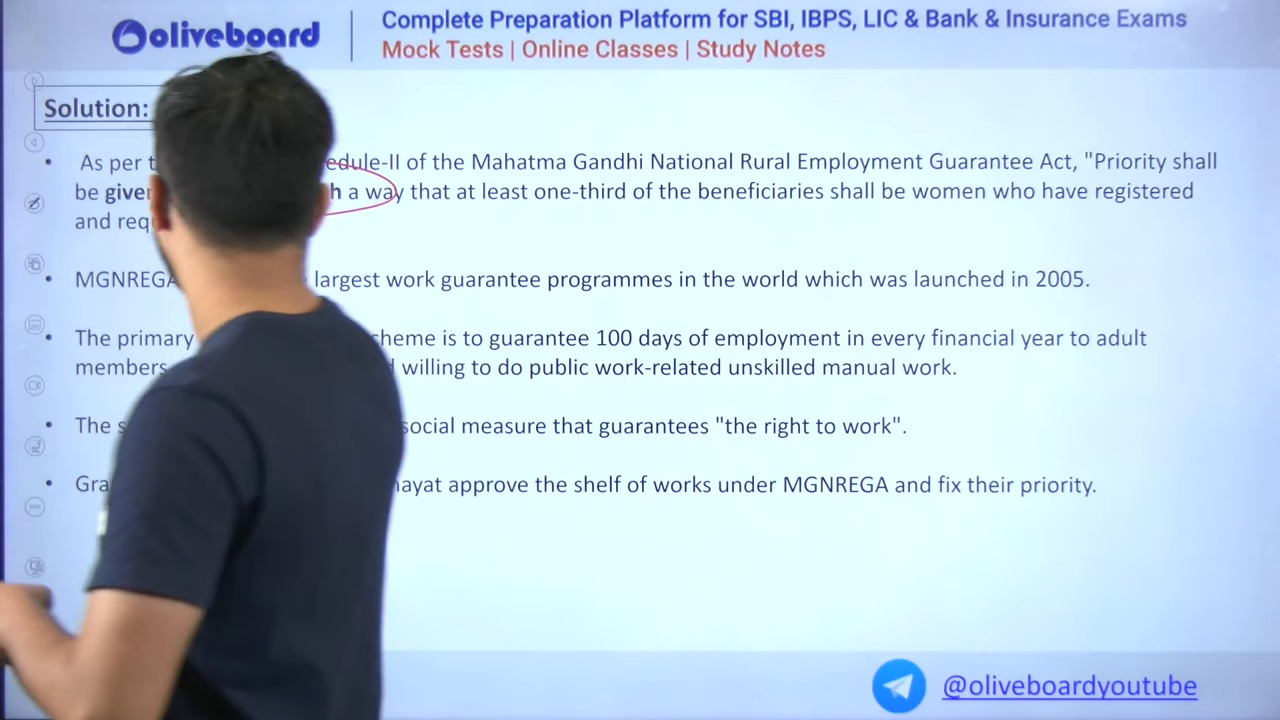 oliveboard
Complete Preparation Platform for SBI, IBPS, LIC & Bank & Insurance Exams
Mock Tests | Online Classes | Study Notes
Solution:
• As per edule-II of the Mahatma Gandhi National Rural Employment Guarantee Act, "Priority shall
be a way that at least one-third of the beneficiaries shall be women who have registered
and
• MGNREGA largest work guarantee programmes in the world which was launched in 2005.
• The primary heme is to guarantee 100 days of employment in every financial year to adult
members willing to do public work-related unskilled manual work.
• The social measure that guarantees "the right to work".
• Gra hayat approve the shelf of works under MGNREGA and fix their priority.
@oliveboardyoutube